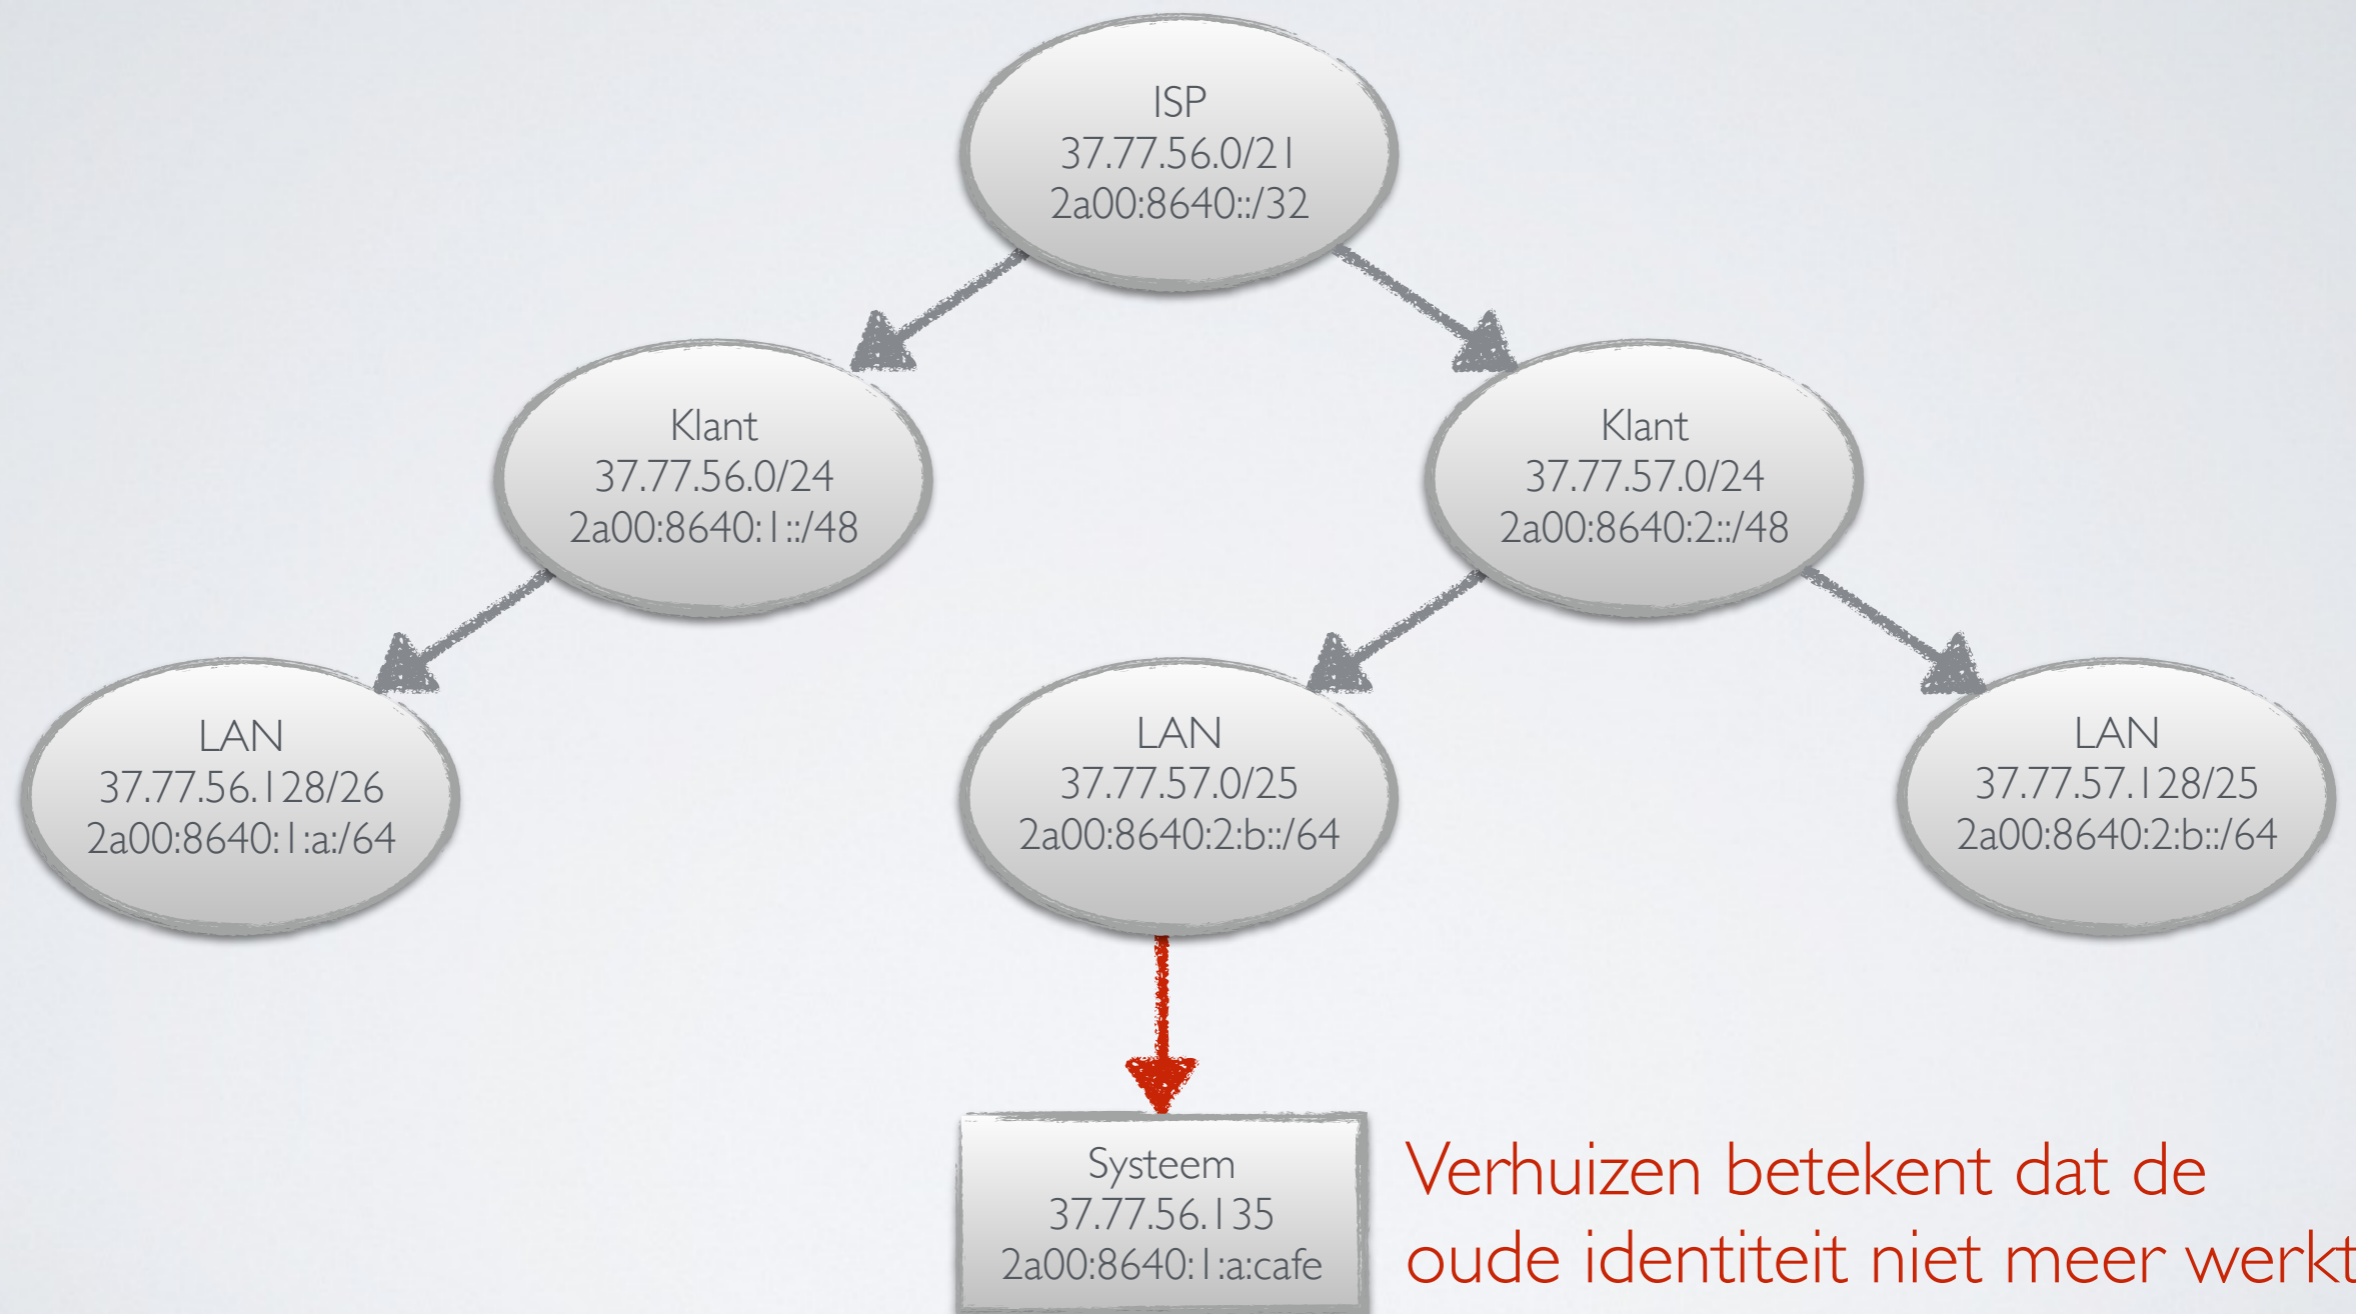 ISP
37.77.56.0/21
2a00:8640::/32
Klant
37.77.56.0/24
2a00:8640:1::/48
Klant
37.77.57.0/24
2a00:8640:2::/48
LAN
37.77.56.128/26
2a00:8640:1:a:/64
LAN
37.77.57.0/25
2a00:8640:2:b::/64
LAN
37.77.57.128/25
2a00:8640:2:b::/64
Systeem
37.77.56.135
2a00:8640:1:a:cafe
Verhuizen betekent dat de
oude identiteit niet meer werkt